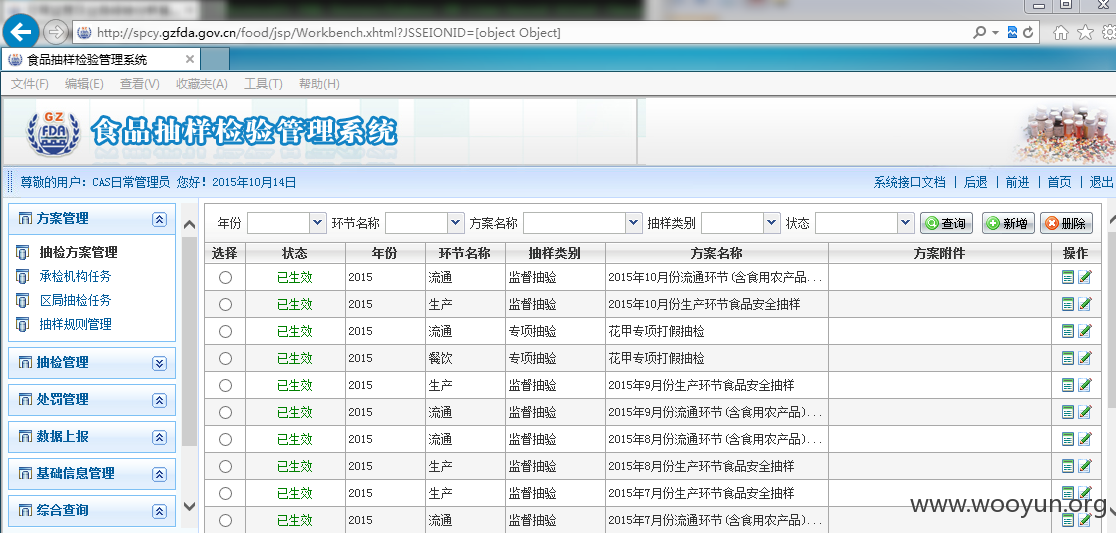 http://spcy.gzfda.gov.cn/food/jsp/Workbench.xhtml?JSSEIONID=[object Object]
食品抽样检验管理系统
文件(F) 编辑(E) 查看(V) 收藏夹(A) 工具(T) 帮助(H)
GZ
FDA
食品抽样检验管理系统
尊敬的用户：CAS日常管理员 您好！2015年10月14日
系统接口文档 | 后退 | 前进 | 首页 | 退出
方案管理
抽检方案管理
承检机构任务
区局抽检任务
抽样规则管理
抽检管理
处罚管理
数据上报
基础信息管理
综合查询
年份 环节名称 方案名称 抽样类别 状态 查询 新增 删除
选择 状态 年份 环节名称 抽样类别 方案名称 方案附件 操作
已生效 2015 流通 监督抽验 2015年10月份流通环节(含食用农产品...
已生效 2015 生产 监督抽验 2015年10月份生产环节食品安全抽样
已生效 2015 流通 专项抽验 花甲专项打假抽检
已生效 2015 餐饮 专项抽验 花甲专项打假抽检
已生效 2015 生产 监督抽验 2015年9月份生产环节食品安全抽样
已生效 2015 流通 监督抽验 2015年9月份流通环节(含食用农产品)...
已生效 2015 流通 监督抽验 2015年8月份流通环节(含食用农产品)...
已生效 2015 生产 监督抽验 2015年8月份生产环节食品安全抽样
已生效 2015 生产 监督抽验 2015年7月份生产环节食品安全抽样
已生效 2015 流通 监督抽验 2015年7月份流通环节(含食用农产品)...
www.wooyun.org